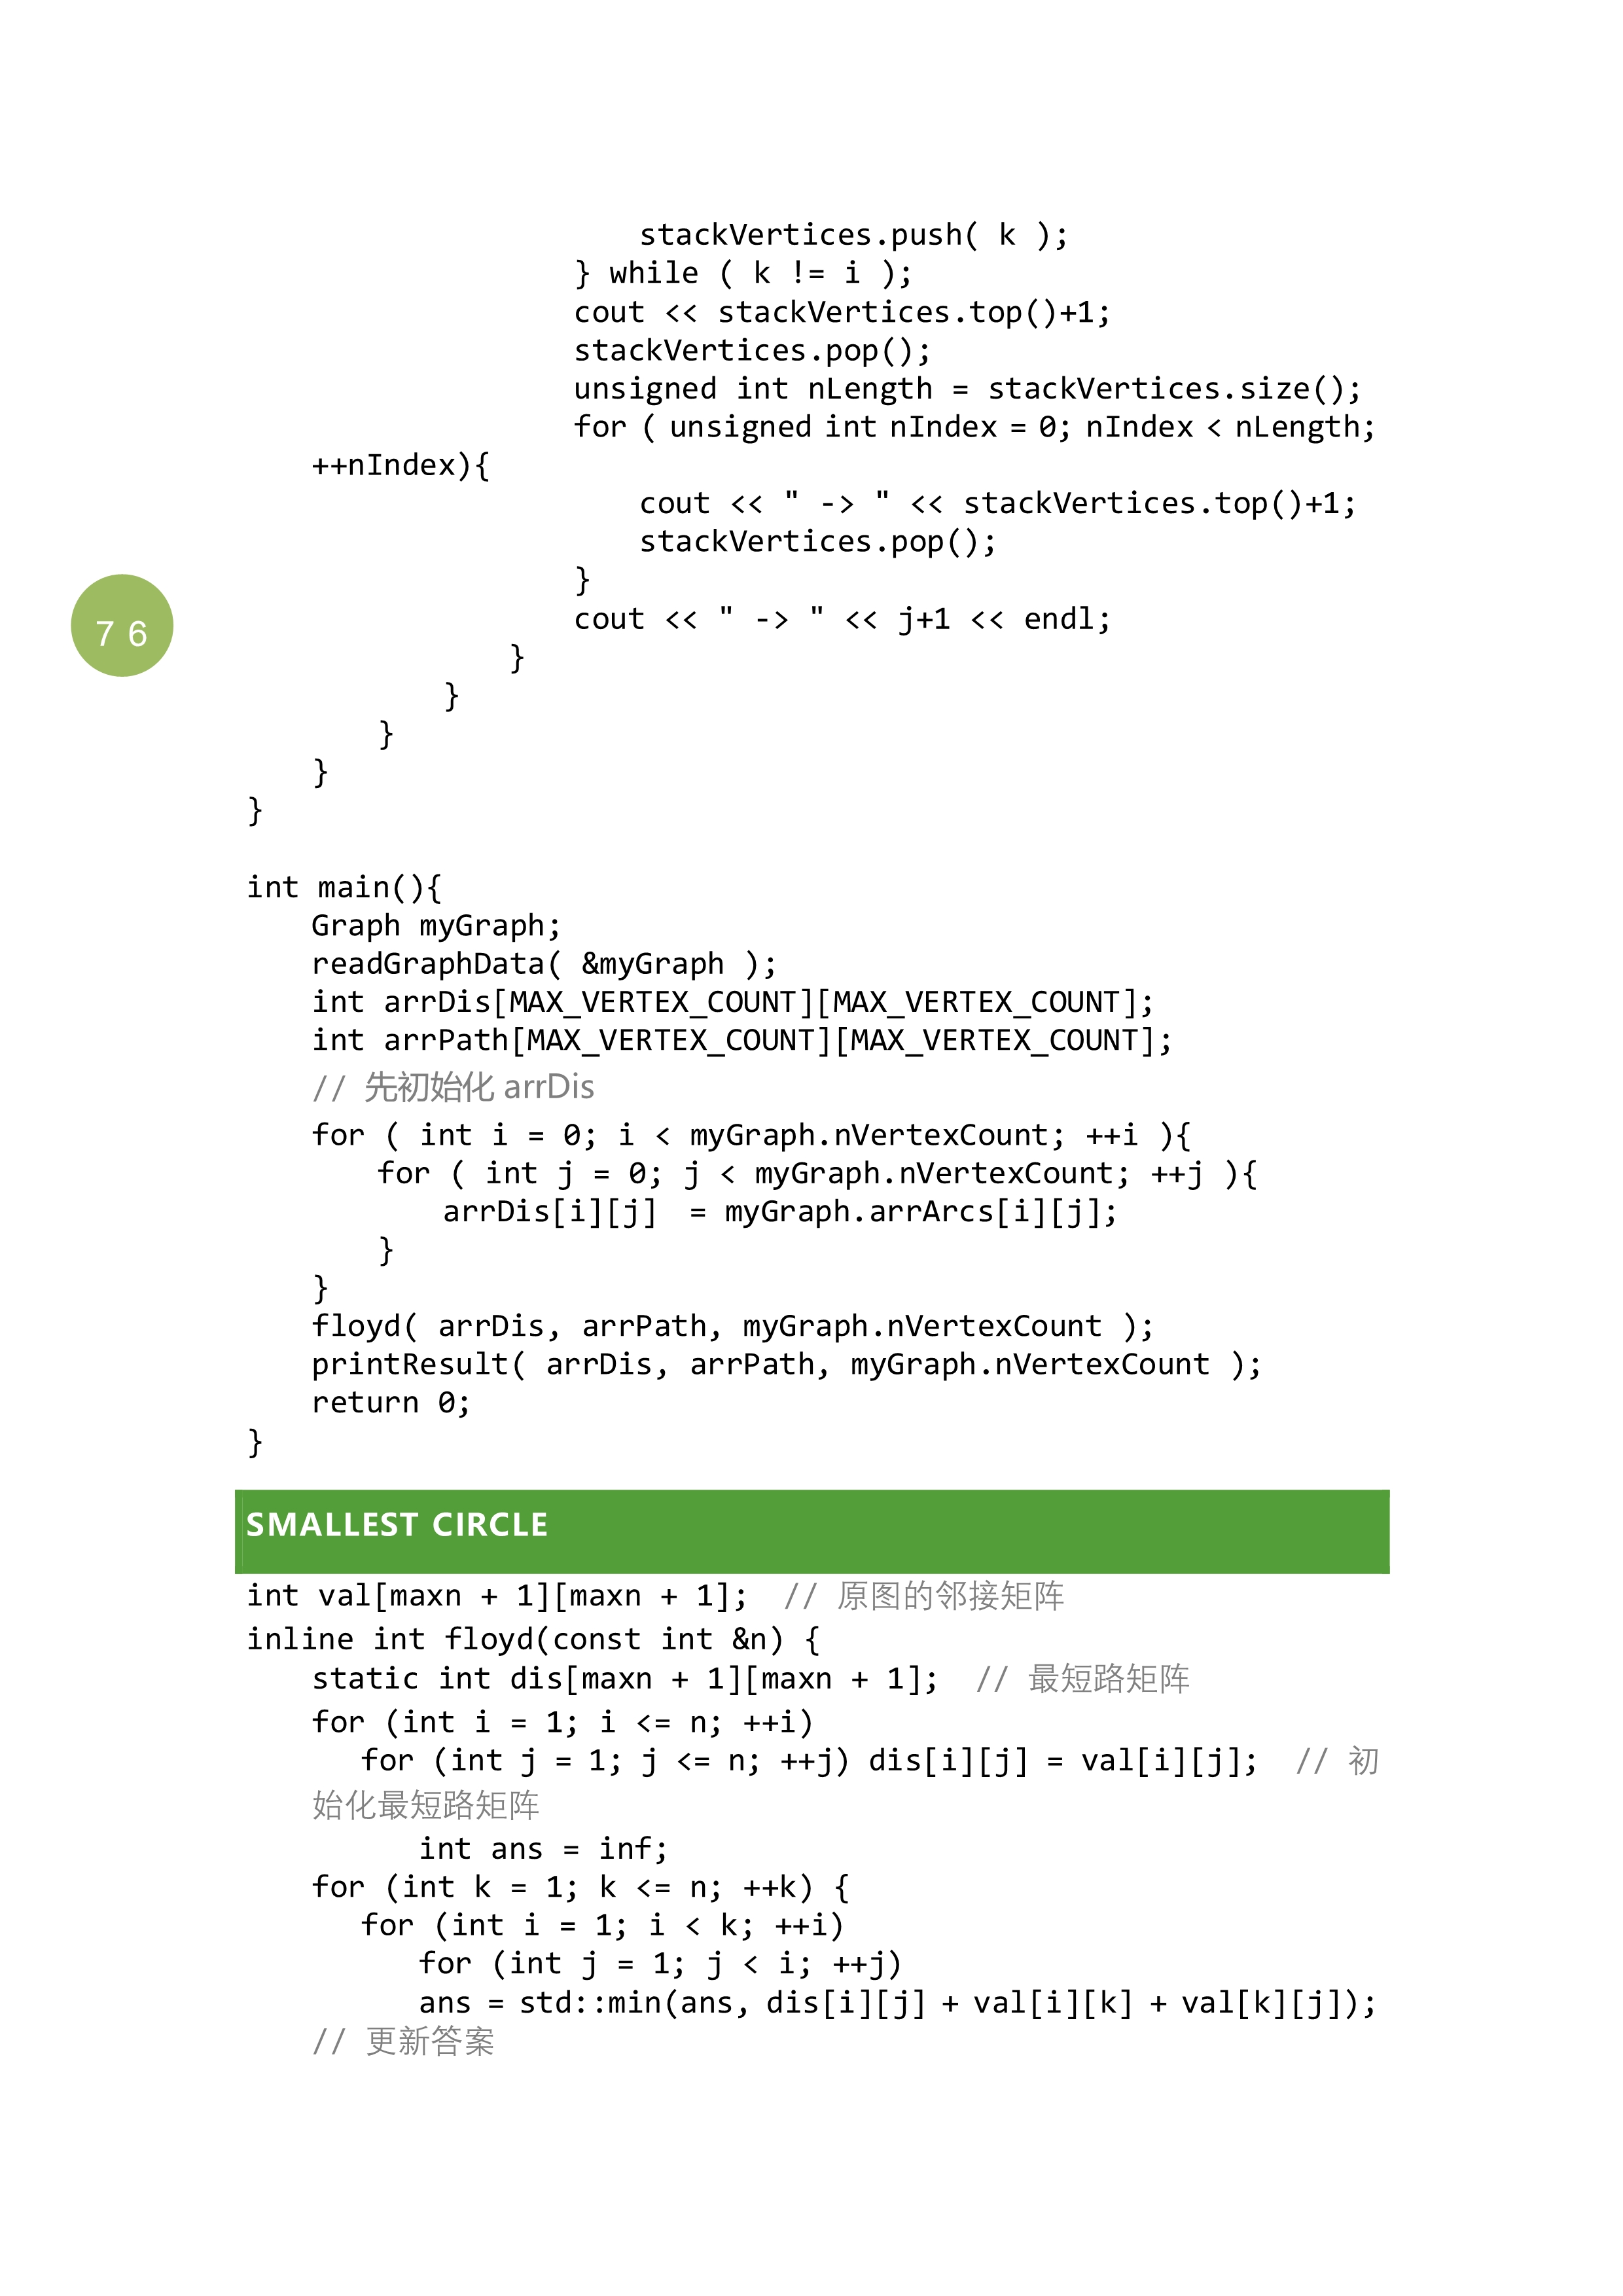 stackVertices.push( k );
} while ( k != i );
cout << stackVertices.top()+1;
stackVertices.pop();
unsigned int nLength = stackVertices.size();
for ( unsigned int nIndex = 0; nIndex < nLength;
++nIndex){
cout << " -> " << stackVertices.top()+1;
stackVertices.pop();
}
cout << " -> " << j+1 << endl;
76
}
}
}
}
}
int main(){
Graph myGraph;
readGraphData( &myGraph );
int arrDis[MAX_VERTEX_COUNT][MAX_VERTEX_COUNT];
int arrPath[MAX_VERTEX_COUNT][MAX_VERTEX_COUNT];
// 先初始化 arrDis
for ( int i = 0; i < myGraph.nVertexCount; ++i ){
for ( int j = 0; j < myGraph.nVertexCount; ++j ){
arrDis[i][j] = myGraph.arrArcs[i][j];
}
}
floyd( arrDis, arrPath, myGraph.nVertexCount );
printResult( arrDis, arrPath, myGraph.nVertexCount );
return 0;
}
SMALLEST CIRCLE
int val[maxn + 1][maxn + 1]; // 原图的邻接矩阵
inline int floyd(const int &n) {
static int dis[maxn + 1][maxn + 1]; // 最短路矩阵
for (int i = 1; i <= n; ++i)
for (int j = 1; j <= n; ++j) dis[i][j] = val[i][j]; // 初
始化最短路矩阵
int ans = inf;
for (int k = 1; k <= n; ++k) {
for (int i = 1; i < k; ++i)
for (int j = 1; j < i; ++j)
ans = std::min(ans, dis[i][j] + val[i][k] + val[k][j]);
// 更新答案